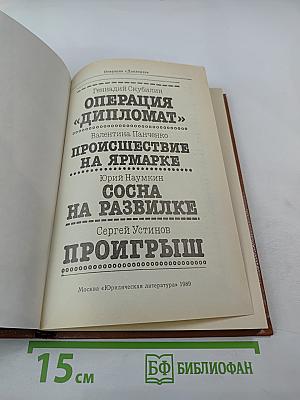 Операция «Дипломат»
Геннадий Скубилин
ОПЕРАЦИЯ
«ДИПЛОМАТ»
Валентина Панченко
ПРОИСШЕСТВИЕ
НА ЯРМАРКЕ
Юрий Наумкин
СОСНА
НА РАЗВИЛКЕ
Сергей Устинов
ПРОИГРЫШ
Москва «Юридическая литература» 1989
15 см
БФ БИБЛИОФАН